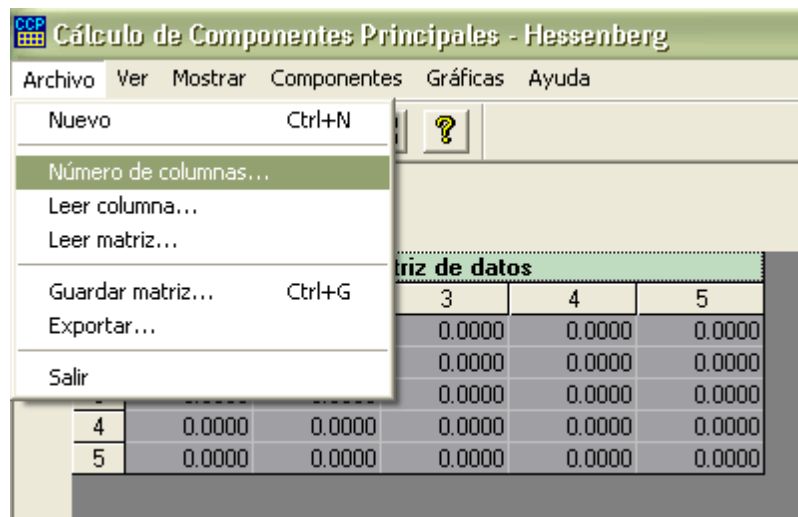 CCP
Cálculo de Componentes Principales - Hessenberg
Archivo Ver Mostrar Componentes Gráficas Ayuda
Nuevo Ctrl+N
?
Número de columnas...
Leer columna...
Leer matriz...
triz de datos
Guardar matriz... Ctrl+G 3 4 5
Exportar... 0.0000 0.0000 0.0000
0.0000 0.0000 0.0000
Salir
0.0000 0.0000 0.0000
4 0.0000 0.0000 0.0000 0.0000 0.0000
5 0.0000 0.0000 0.0000 0.0000 0.0000